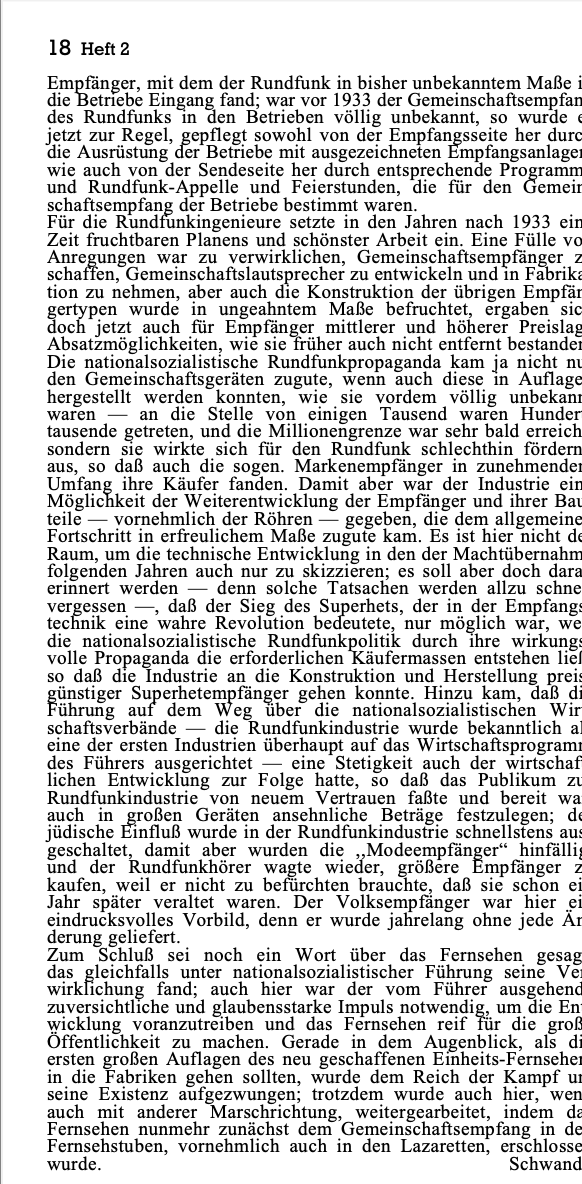 18 Heft 2
Empfänger, mit dem der Rundfunk in bisher unbekanntem Maße i
die Betriebe Eingang fand; war vor 1933 der Gemeinschaftsempfan
des Rundfunks in den Betrieben völlig unbekannt, so wurde e
jetzt zur Regel, gepflegt sowohl von der Empfangsseite her durc
die Ausrüstung der Betriebe mit ausgezeichneten Empfangsanlage
wie auch von der Sendeseite her durch entsprechende Programm
und Rundfunk-Appelle und Feierstunden, die für den Gemein
schaftsempfang der Betriebe bestimmt waren.
Für die Rundfunkingenieure setzte in den Jahren nach 1933 ein
Zeit fruchtbaren Planens und schönster Arbeit ein. Eine Fülle vo
Anregungen war zu verwirklichen, Gemeinschaftsempfänger z
schaffen, Gemeinschaftslautsprecher zu entwickeln und in Fabrika
tion zu nehmen, aber auch die Konstruktion der übrigen Empfän
gertypen wurde in ungeahntem Maße befruchtet, ergaben sic
doch jetzt auch für Empfänger mittlerer und höherer Preislag
Absatzmöglichkeiten, wie sie früher auch nicht entfernt bestande
Die nationalsozialistische Rundfunkpropaganda kam ja nicht nu
den Gemeinschaftsgeräten zugute, wenn auch diese in Auflage
hergestellt werden konnten, wie sie vordem völlig unbekann
waren — an die Stelle von einigen Tausend waren Hunder
tausende getreten, und die Millionengrenze war sehr bald erreich
sondern sie wirkte sich für den Rundfunk schlechthin fördern
aus, so daß auch die sogen. Markenempfänger in zunehmende
Umfang ihre Käufer fanden. Damit aber war der Industrie ein
Möglichkeit der Weiterentwicklung der Empfänger und ihrer Bau
teile — vornehmlich der Röhren — gegeben, die dem allgemeine
Fortschritt in erfreulichem Maße zugute kam. Es ist hier nicht de
Raum, um die technische Entwicklung in den der Machtübernahm
folgenden Jahren auch nur zu skizzieren; es soll aber doch dara
erinnert werden — denn solche Tatsachen werden allzu schne
vergessen —, daß der Sieg des Superhets, der in der Empfangs
technik eine wahre Revolution bedeutete, nur möglich war, we
die nationalsozialistische Rundfunkpolitik durch ihre wirkungs
volle Propaganda die erforderlichen Käufermassen entstehen ließ
so daß die Industrie an die Konstruktion und Herstellung preis
günstiger Superhetempfänger gehen konnte. Hinzu kam, daß di
Führung auf dem Weg über die nationalsozialistischen Wir
schaftsverbände — die Rundfunkindustrie wurde bekanntlich al
eine der ersten Industrien überhaupt auf das Wirtschaftsprogram
des Führers ausgerichtet — eine Stetigkeit auch der wirtschaf
lichen Entwicklung zur Folge hatte, so daß das Publikum zu
Rundfunkindustrie von neuem Vertrauen faßte und bereit wa
auch in großen Geräten ansehnliche Beträge festzulegen; de
jüdische Einfluß wurde in der Rundfunkindustrie schnellstens aus
geschaltet, damit aber wurden die ,,Modeempfänger“ hinfälli
und der Rundfunkhörer wagte wieder, größere Empfänger z
kaufen, weil er nicht zu befürchten brauchte, daß sie schon ei
Jahr später veraltet waren. Der Volksempfänger war hier ei
eindrucksvolles Vorbild, denn er wurde jahrelang ohne jede Än
derung geliefert.
Zum Schluß sei noch ein Wort über das Fernsehen gesag
das gleichfalls unter nationalsozialistischer Führung seine Ve
wirklichung fand; auch hier war der vom Führer ausgehend
zuversichtliche und glaubensstarke Impuls notwendig, um die En
wicklung voranzutreiben und das Fernsehen reif für die groß
Öffentlichkeit zu machen. Gerade in dem Augenblick, als di
ersten großen Auflagen des neu geschaffenen Einheits-Fernsehe
in die Fabriken gehen sollten, wurde dem Reich der Kampf u
seine Existenz aufgezwungen; trotzdem wurde auch hier, wen
auch mit anderer Marschrichtung, weitergearbeitet, indem da
Fernsehen nunmehr zunächst dem Gemeinschaftsempfang in de
Fernsehstuben, vornehmlich auch in den Lazaretten, erschlosse
wurde. Schwand